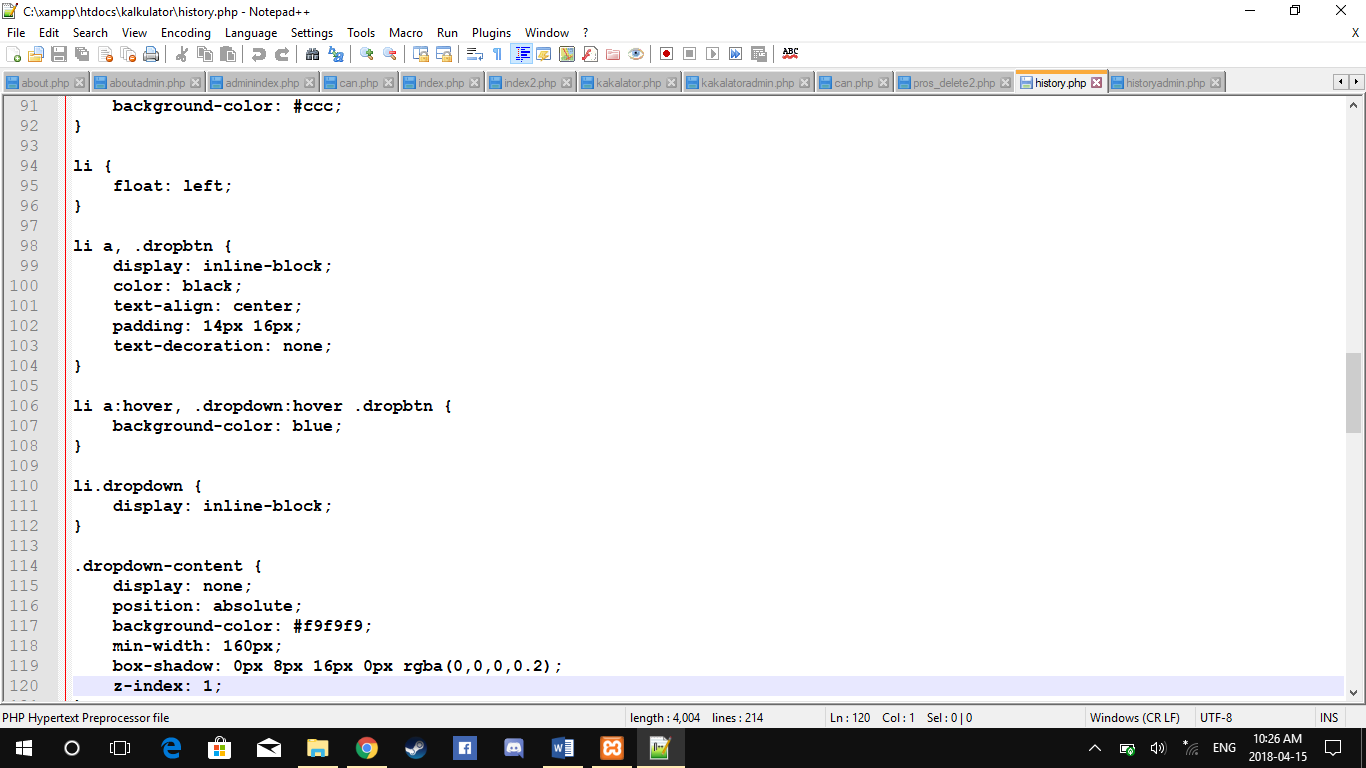 C:\xampp\htdocs\kalkulator\history.php - Notepad++
File Edit Search View Encoding Language Settings Tools Macro Run Plugins Window ? X
about.php aboutadmin.php adminindex.php can.php index.php index2.php kakalator.php kakalatoradmin.php can.php pros_delete2.php history.php historyadmin.php
91 background-color: #ccc;
92 }
93
94 li {
95 float: left;
96 }
97
98 li a, .dropbtn {
99 display: inline-block;
100 color: black;
101 text-align: center;
102 padding: 14px 16px;
103 text-decoration: none;
104 }
105
106 li a:hover, .dropdown:hover .dropbtn {
107 background-color: blue;
108 }
109
110 li.dropdown {
111 display: inline-block;
112 }
113
114 .dropdown-content {
115 display: none;
116 position: absolute;
117 background-color: #f9f9f9;
118 min-width: 160px;
119 box-shadow: 0px 8px 16px 0px rgba(0,0,0,0.2);
120 z-index: 1;
PHP Hypertext Preprocessor file length : 4,004 lines : 214 Ln : 120 Col : 1 Sel : 0 | 0 Windows (CR LF) UTF-8 INS
ENG
10:26 AM
2018-04-15